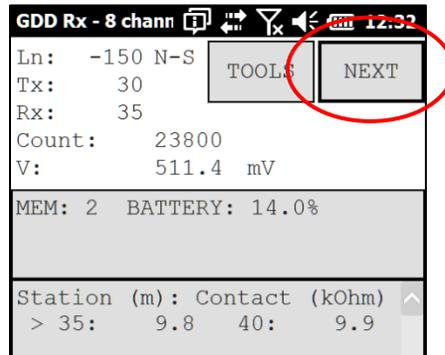 GDD Rx - 8 chann 12:32
Ln: -150 N-S
TOOLS NEXT
Tx: 30
Rx: 35
Count: 23800
V: 511.4 mV
MEM: 2 BATTERY: 14.0%
Station (m): Contact (kOhm)
> 35: 9.8 40: 9.9